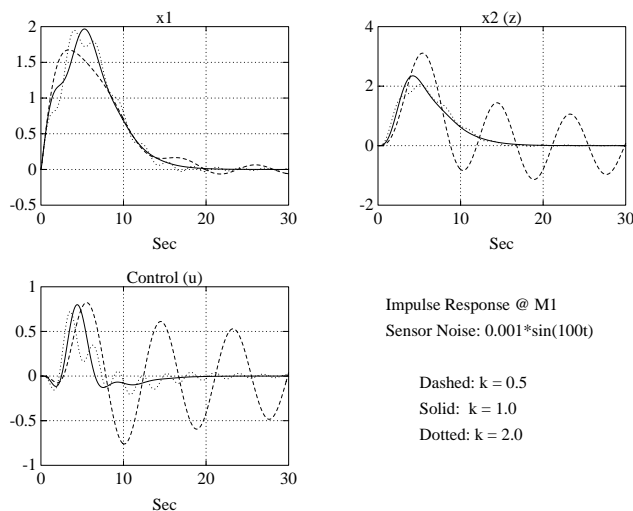 x1
2
1.5
1
0.5
0
-0.5
0 10 20 30
Sec
x2 (z)
4
2
0
-2
0 10 20 30
Sec
Control (u)
1
0.5
0
-0.5
-1
0 10 20 30
Sec
Impulse Response @ M1
Sensor Noise: 0.001*sin(100t)
Dashed: k = 0.5
Solid: k = 1.0
Dotted: k = 2.0